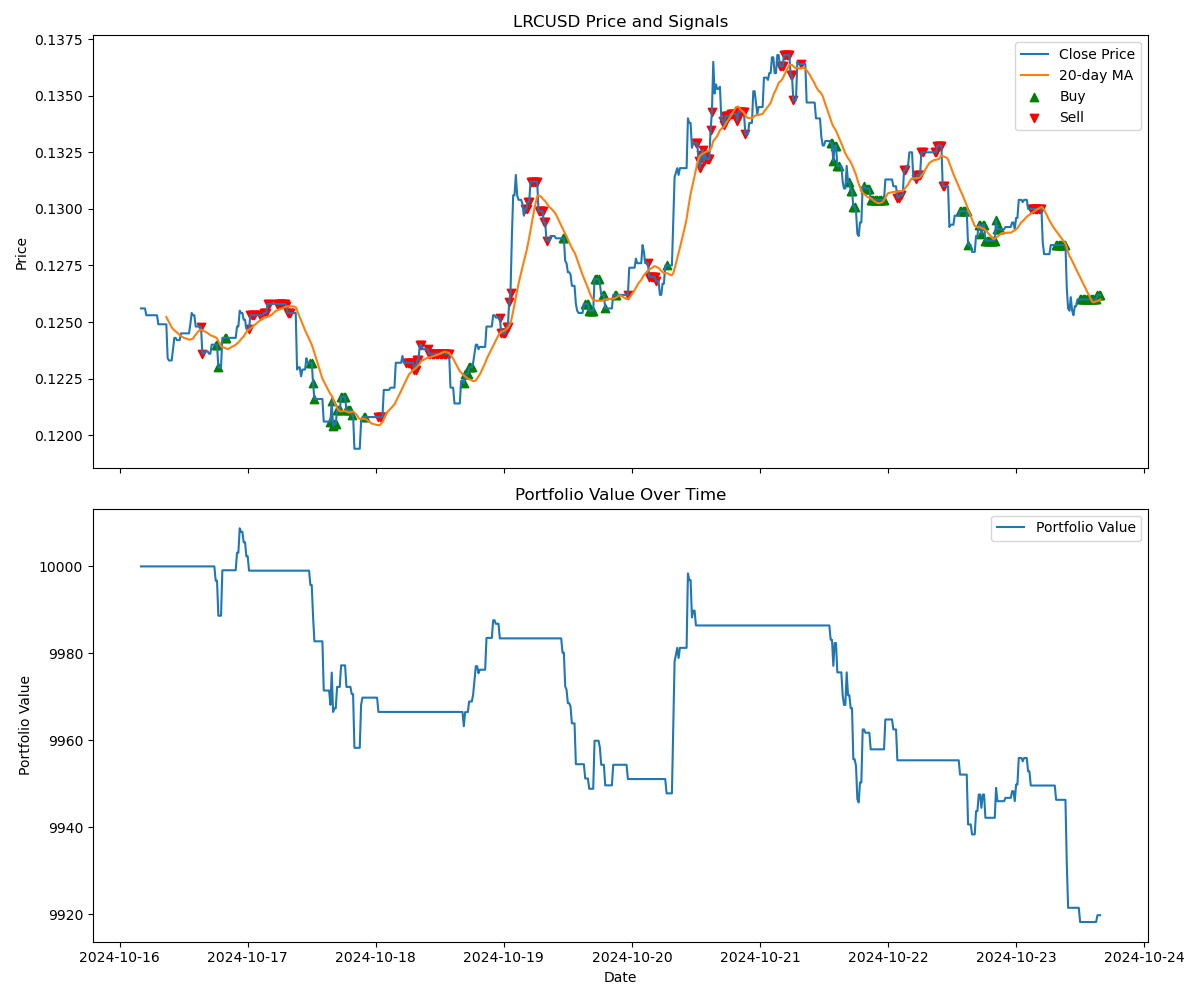 LRCUSD Price and Signals
0.1375
0.1350
0.1325
0.1300
0.1275
0.1250
0.1225
0.1200
Price
Close Price
20-day MA
Buy
Sell
Portfolio Value Over Time
10000
9980
9960
9940
9920
Portfolio Value
Portfolio Value
2024-10-16
2024-10-17
2024-10-18
2024-10-19
2024-10-20
2024-10-21
2024-10-22
2024-10-23
2024-10-24
Date